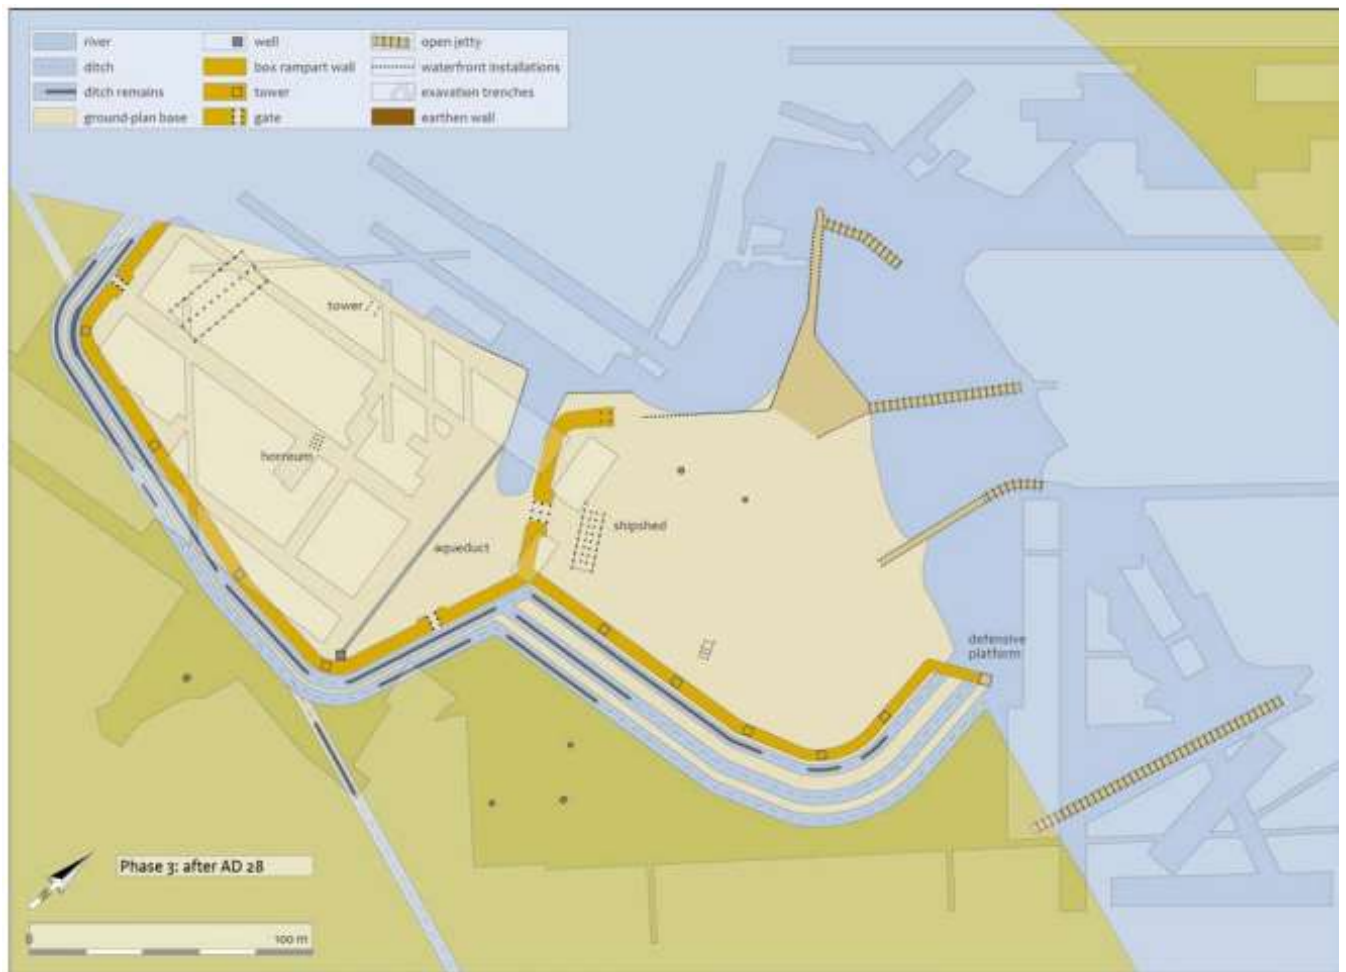 river
well
open jetty
ditch
box rampart wall
waterfront installations
ditch remains
tower
exavation trenches
ground-plan base
gate
earthen wall
tower
horreum
shipshed
aqueduct
defensive
platform
Phase 3: after AD 28
0
100 m